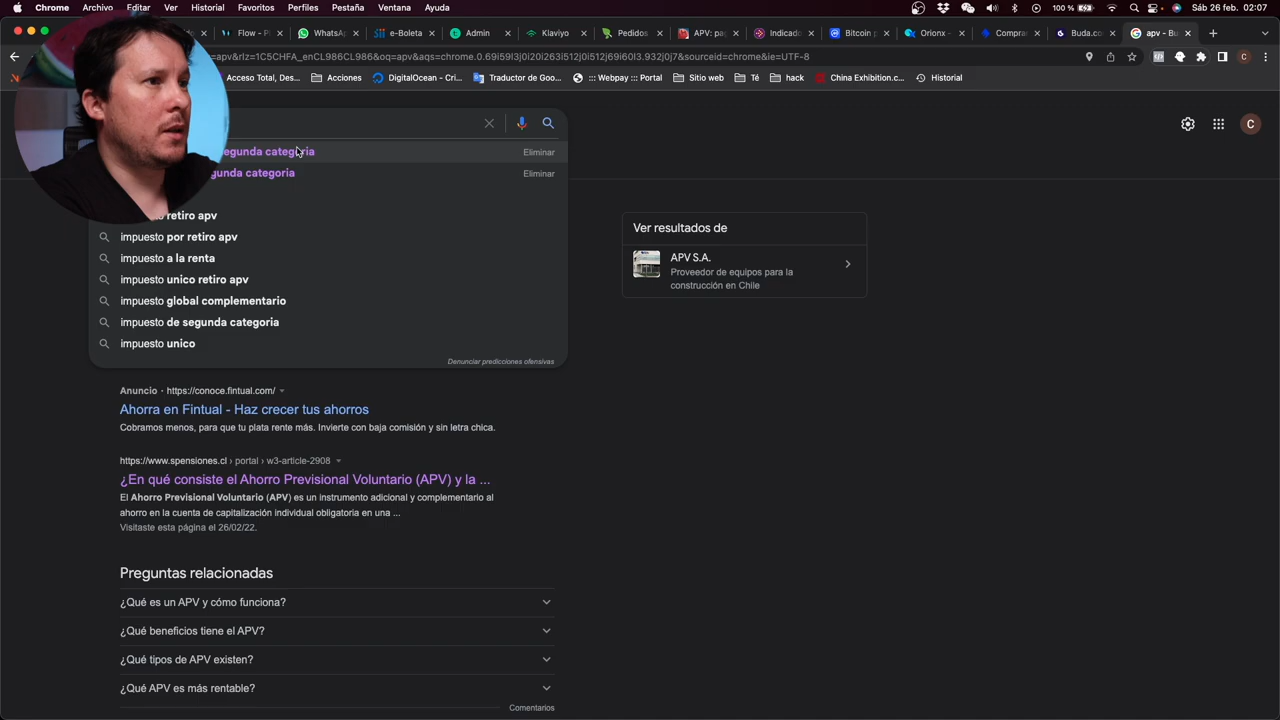 Chrome Archivo Editar Ver Historial Favoritos Perfiles Pestaña Ventana Ayuda
100 % Sáb 26 feb. 02:07
Flow - Pl WhatsA e-Boleta Admin Klaviyo Pedidos APV: pa Indicado Bitcoin p Orionx - Comprar Buda.co apv - Bu
=apv&rlz=1C5CHFA_enCL986CL986&oq=apv&aqs=chrome.0.69i59l3j0i20i263i512j0i512j69i60l3.932j0j7&sourceid=chrome&ie=UTF-8
Acceso Total, Des... Acciones DigitalOcean - Cri... Traductor de Goo... ::: Webpay ::: Portal Sitio web Té hack China Exhibition.c... Historial
egunda categoria Eliminar
gunda categoria Eliminar
retiro apv
impuesto por retiro apv
impuesto a la renta
impuesto unico retiro apv
impuesto global complementario
impuesto de segunda categoria
impuesto unico
Denunciar predicciones ofensivas
Ver resultados de
APV S.A.
Proveedor de equipos para la
construcción en Chile
Anuncio · https://conoce.fintual.com/
Ahorra en Fintual - Haz crecer tus ahorros
Cobramos menos, para que tu plata rente más. Invierte con baja comisión y sin letra chica.
https://www.spensiones.cl › portal › w3-article-2908
¿En qué consiste el Ahorro Previsional Voluntario (APV) y la ...
El Ahorro Previsional Voluntario (APV) es un instrumento adicional y complementario al
ahorro en la cuenta de capitalización individual obligatoria en una ...
Visitaste esta página el 26/02/22.
Preguntas relacionadas
¿Qué es un APV y cómo funciona?
¿Qué beneficios tiene el APV?
¿Qué tipos de APV existen?
¿Qué APV es más rentable?
Comentarios